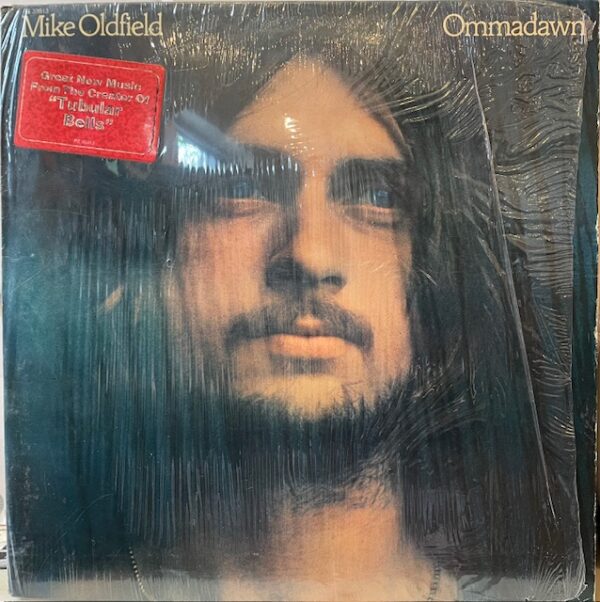 Mike Oldfield
Ommadawn
Great New Music
From The Creator Of
"Tubular
Bells"